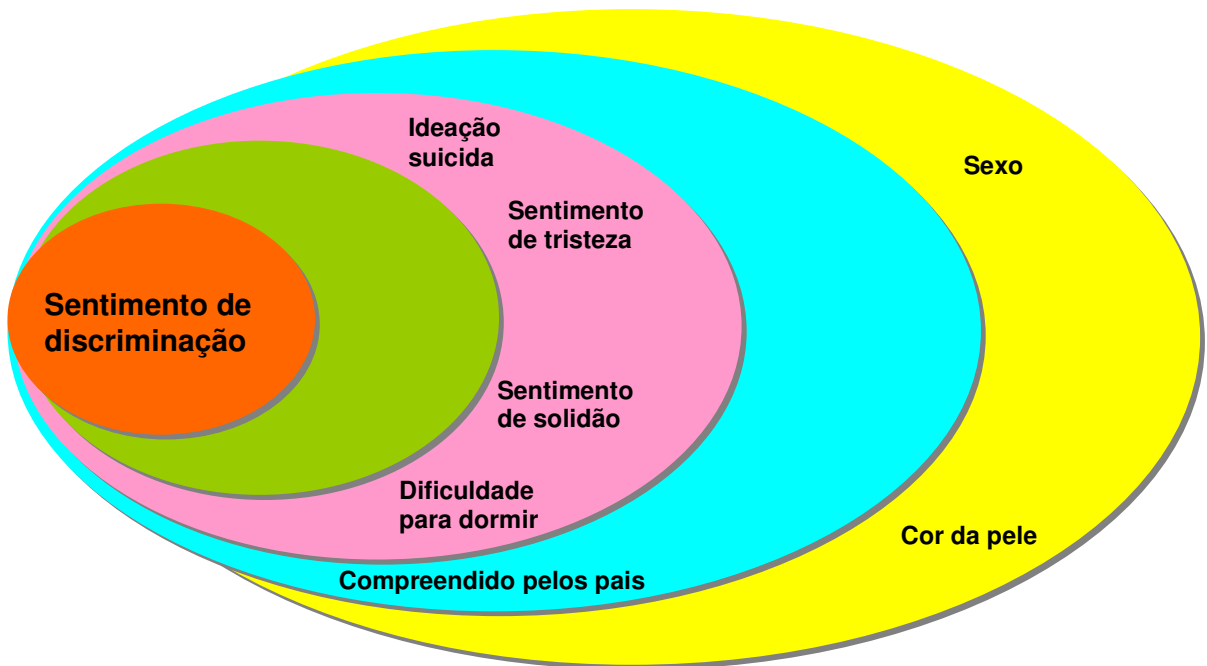 Ideação
suicida
Sexo
Sentimento
de tristeza
Sentimento de
discriminação
Sentimento
de solidão
Dificuldade
para dormir
Cor da pele
Compreendido pelos pais